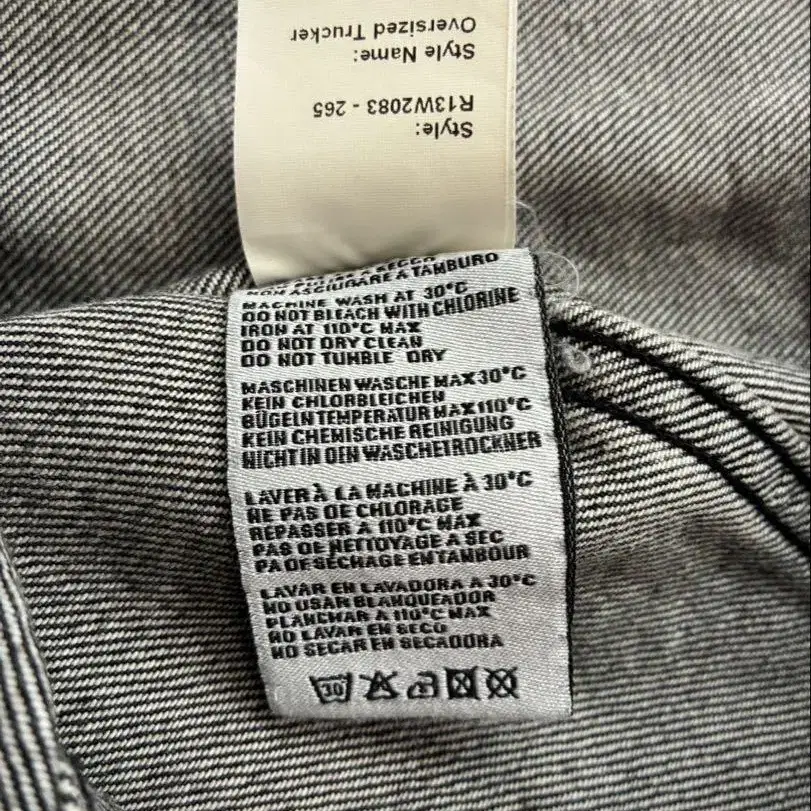 Style:
R13W2083 - 265
Style Name:
Oversized Trucker
NON ASCIUGARE A TAMBURO
MACHINE WASH AT 30°C
DO NOT BLEACH WITH CHLORINE
IRON AT 110°C MAX
DO NOT DRY CLEAN
DO NOT TUMBLE DRY
MASCHINEN WASCHE MAX 30°C
KEIN CHLORBLEICHEN
BÜGELN TEMPERATUR MAX 110°C
KEIN CHEMISCHE REINIGUNG
NICHT IN DEN WASCHETROCKNER
LAVER À LA MACHINE À 30°C
NE PAS DE CHLORAGE
REPASSER A 110°C MAX
PAS DE NETTOYAGE A SEC
PA DE SECHAGE EN TAMBOUR
LAVAR EN LAVADORA A 30°C
NO USAR BLANQUEADOR
PLANCHAR A 110°C MAX
NO LAVAR EN SECO
NO SECAR EN SECADORA
30°